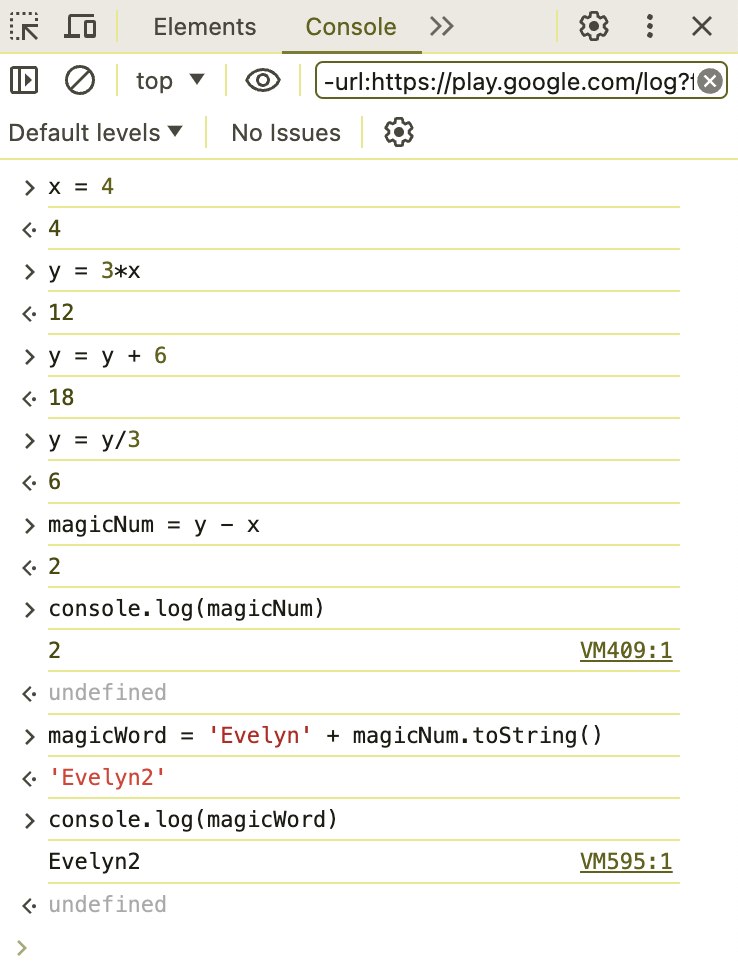 Elements Console
top -url:https://play.google.com/log?f
Default levels No Issues
x = 4
4
y = 3*x
12
y = y + 6
18
y = y/3
6
magicNum = y - x
2
console.log(magicNum)
2 VM409:1
undefined
magicWord = 'Evelyn' + magicNum.toString()
'Evelyn2'
console.log(magicWord)
Evelyn2 VM595:1
undefined